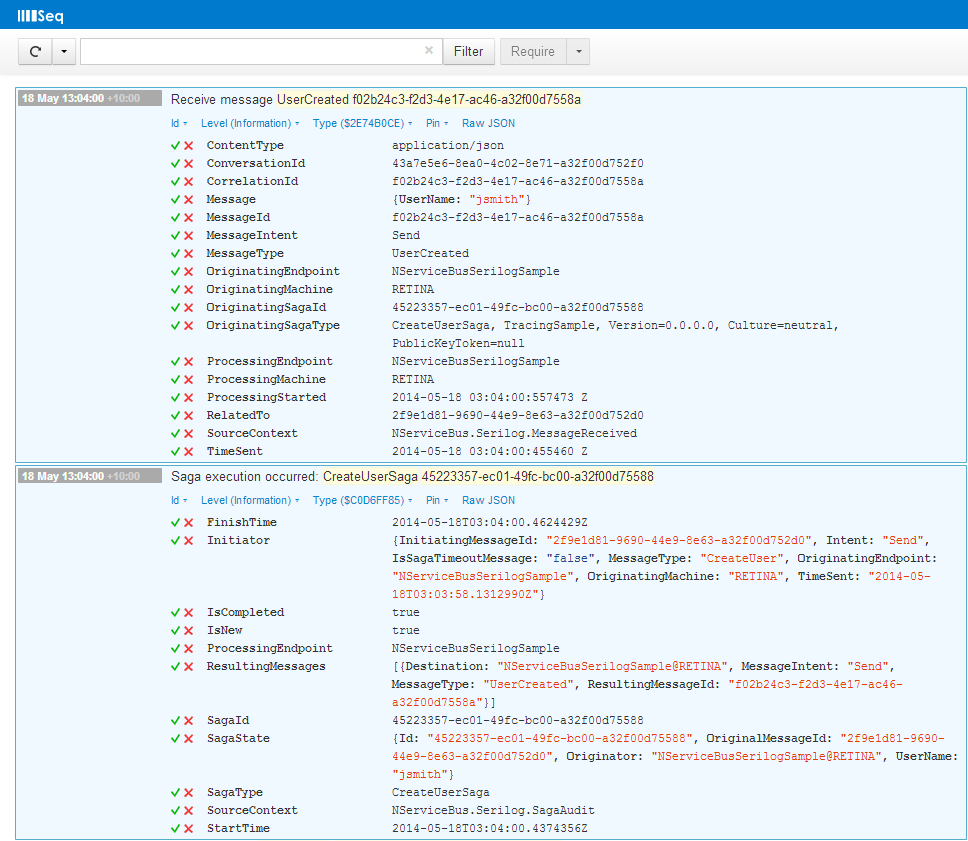 Seq
Filter
Require
18 May 13:04:00 +10:00 Receive message UserCreated f02b24c3-f2d3-4e17-ac46-a32f00d7558a
Id Level (Information) Type ($2E74B0CE) Pin Raw JSON
ContentType application/json
ConversationId 43a7e5e6-8ea0-4c02-8e71-a32f00d752f0
CorrelationId f02b24c3-f2d3-4e17-ac46-a32f00d7558a
Message {UserName: "jsmith"}
MessageId f02b24c3-f2d3-4e17-ac46-a32f00d7558a
MessageIntent Send
MessageType UserCreated
OriginatingEndpoint NServiceBusSerilogSample
OriginatingMachine RETINA
OriginatingSagaId 45223357-ec01-49fc-bc00-a32f00d75588
OriginatingSagaType CreateUserSaga, TracingSample, Version=0.0.0.0, Culture=neutral,
PublicKeyToken=null
ProcessingEndpoint NServiceBusSerilogSample
ProcessingMachine RETINA
ProcessingStarted 2014-05-18 03:04:00:557473 Z
RelatedTo 2f9e1d81-9690-44e9-8e63-a32f00d752d0
SourceContext NServiceBus.Serilog.MessageReceived
TimeSent 2014-05-18 03:04:00:455460 Z
18 May 13:04:00 +10:00 Saga execution occurred: CreateUserSaga 45223357-ec01-49fc-bc00-a32f00d75588
Id Level (Information) Type ($C0D6FF85) Pin Raw JSON
FinishTime 2014-05-18T03:04:00.4624429Z
Initiator {InitiatingMessageId: "2f9e1d81-9690-44e9-8e63-a32f00d752d0", Intent: "Send",
IsSagaTimeoutMessage: "false", MessageType: "CreateUser", OriginatingEndpoint:
"NServiceBusSerilogSample", OriginatingMachine: "RETINA", TimeSent: "2014-05-
18T03:03:58.1312990Z"}
IsCompleted true
IsNew true
ProcessingEndpoint NServiceBusSerilogSample
ResultingMessages [{Destination: "NServiceBusSerilogSample@RETINA", MessageIntent: "Send",
MessageType: "UserCreated", ResultingMessageId: "f02b24c3-f2d3-4e17-ac46-
a32f00d7558a"}]
SagaId 45223357-ec01-49fc-bc00-a32f00d75588
SagaState {Id: "45223357-ec01-49fc-bc00-a32f00d75588", OriginalMessageId: "2f9e1d81-9690-
44e9-8e63-a32f00d752d0", Originator: "NServiceBusSerilogSample@RETINA", UserName:
"jsmith"}
SagaType CreateUserSaga
SourceContext NServiceBus.Serilog.SagaAudit
StartTime 2014-05-18T03:04:00.4374356Z